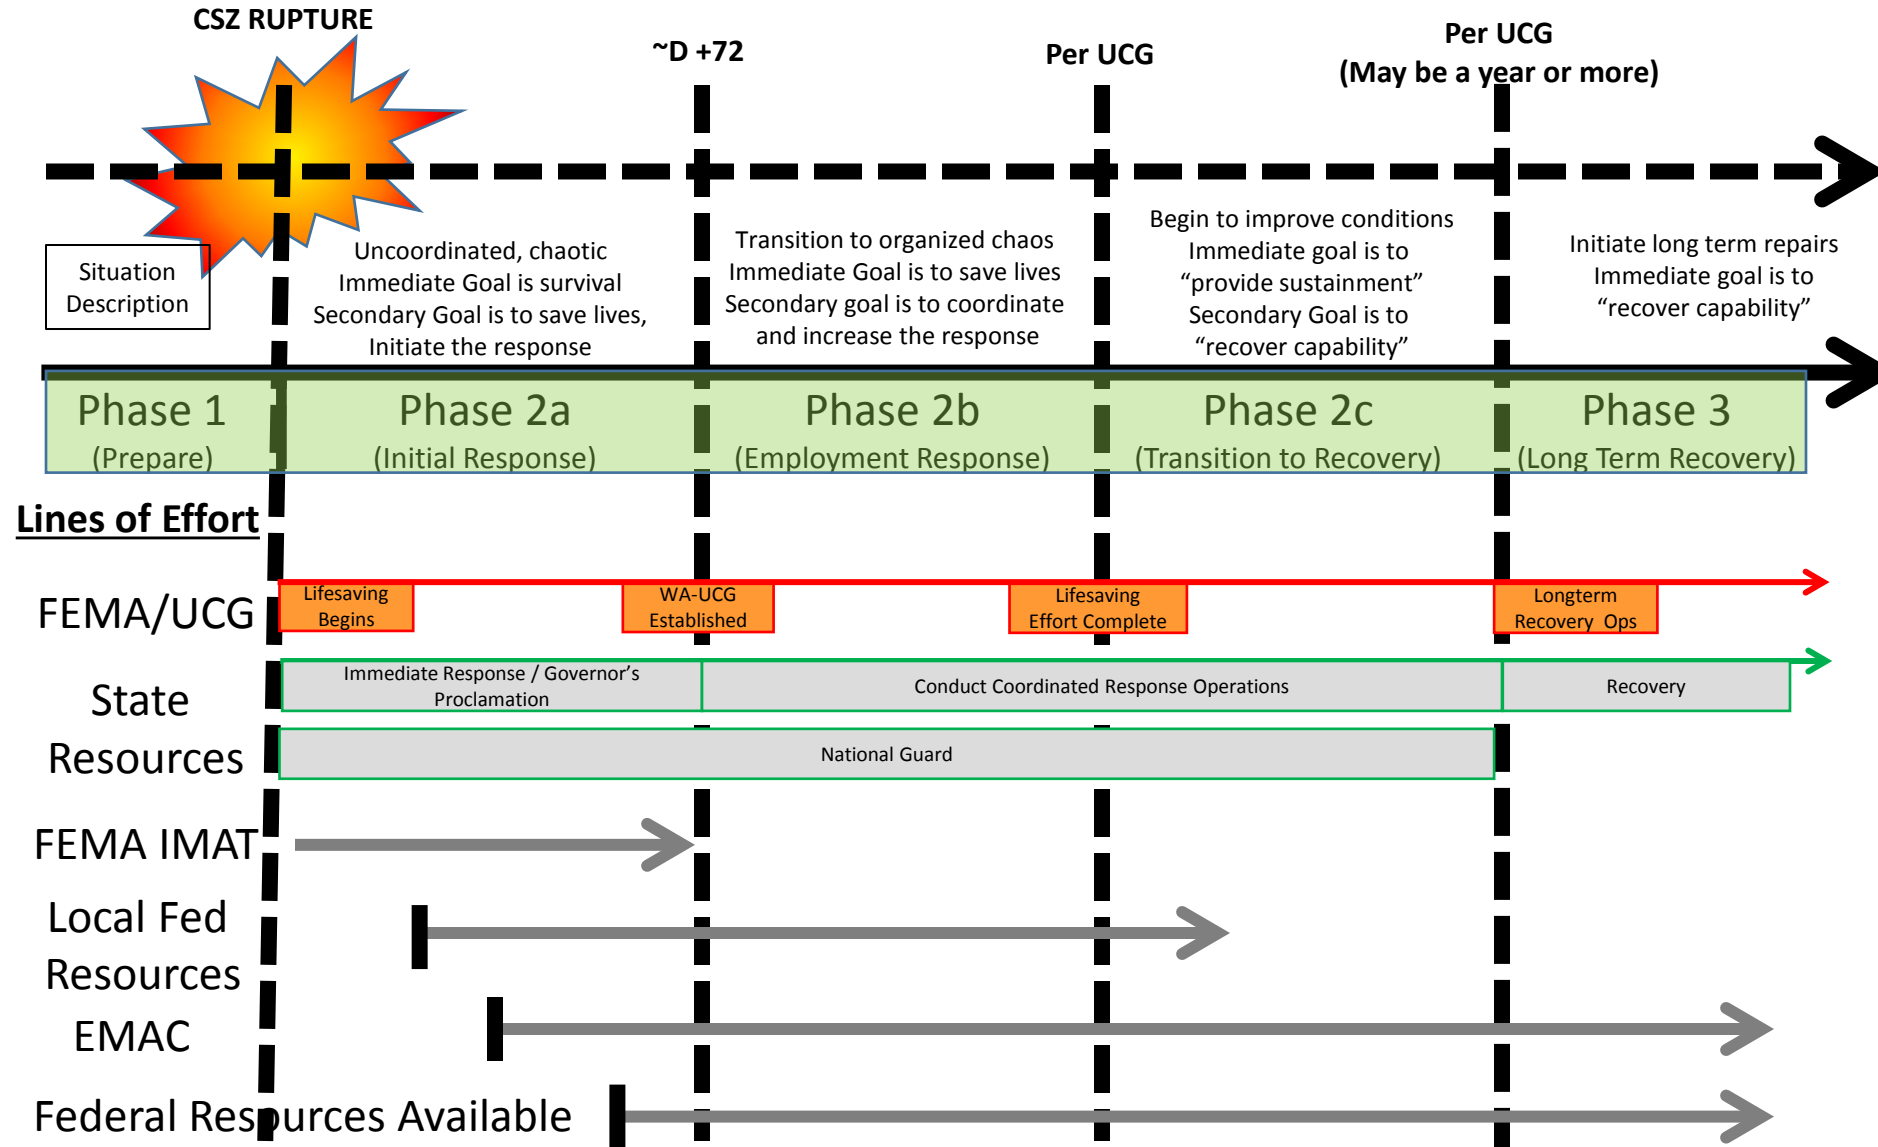 CSZ RUPTURE
~D +72
Per UCG
Per UCG
(May be a year or more)
Situation
Description
Uncoordinated, chaotic
Immediate Goal is survival
Secondary Goal is to save lives,
Initiate the response
Transition to organized chaos
Immediate Goal is to save lives
Secondary goal is to coordinate
and increase the response
Begin to improve conditions
Immediate goal is to
“provide sustainment”
Secondary Goal is to
“recover capability”
Initiate long term repairs
Immediate goal is to
“recover capability”
Phase 1
(Prepare)
Phase 2a
(Initial Response)
Phase 2b
(Employment Response)
Phase 2c
(Transition to Recovery)
Phase 3
(Long Term Recovery)
Lines of Effort
FEMA/UCG
Lifesaving
Begins
WA-UCG
Established
Lifesaving
Effort Complete
Longterm
Recovery Ops
State
Resources
Immediate Response / Governor’s
Proclamation
Conduct Coordinated Response Operations
Recovery
National Guard
FEMA IMAT
Local Fed
Resources
EMAC
Federal Resources Available